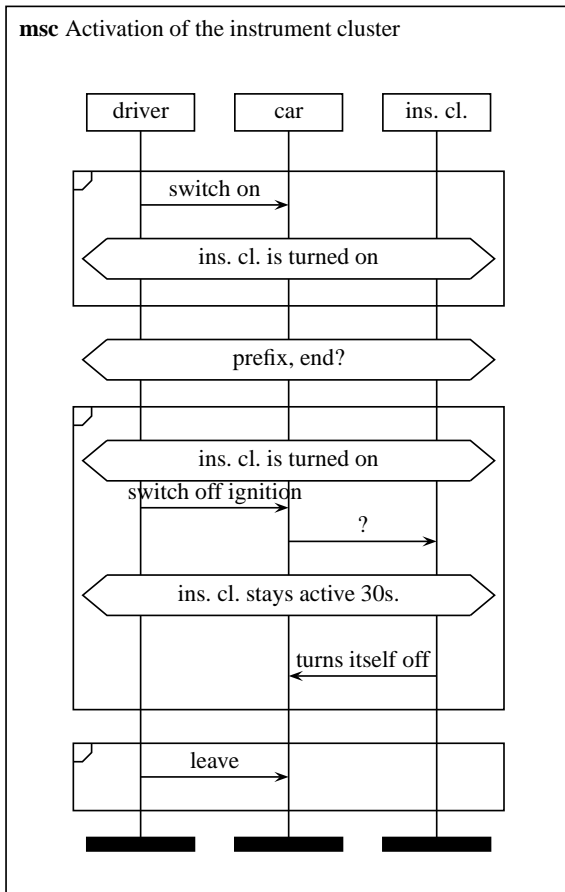 msc Activation of the instrument cluster
driver car ins. cl.
switch on
ins. cl. is turned on
prefix, end?
ins. cl. is turned on
switch off ignition
?
ins. cl. stays active 30s.
turns itself off
leave